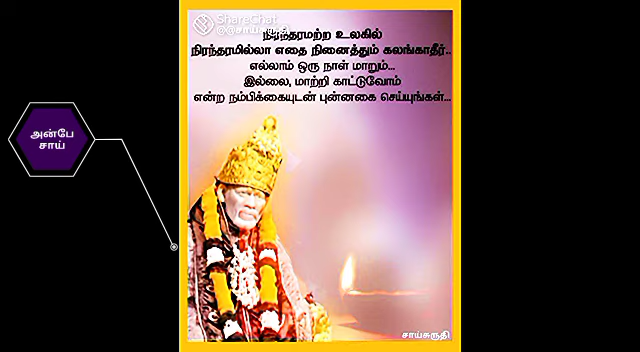 ShareChat
@சாய்சுருதி
நிரந்தரமற்ற உலகில்
நிரந்தரமில்லா எதை நினைத்தும் கலங்காதீர்..
எல்லாம் ஒரு நாள் மாறும்...
இல்லை, மாற்றி காட்டுவோம்
என்ற நம்பிக்கையுடன் புன்னகை செய்யுங்கள்...
அன்பே
சாய்
சாய்சுருதி